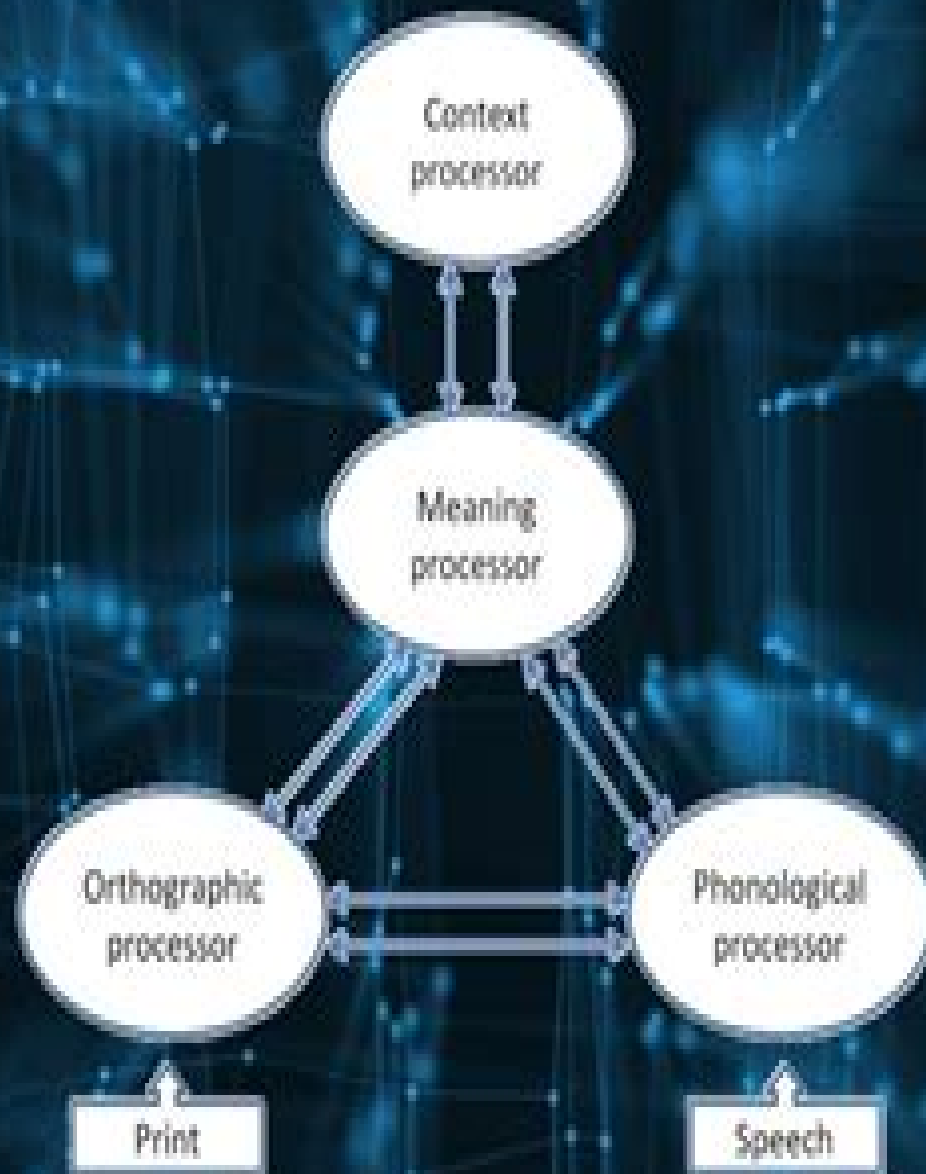 Context
processor
Meaning
processor
Orthographic
processor
Phonological
processor
Print
Speech